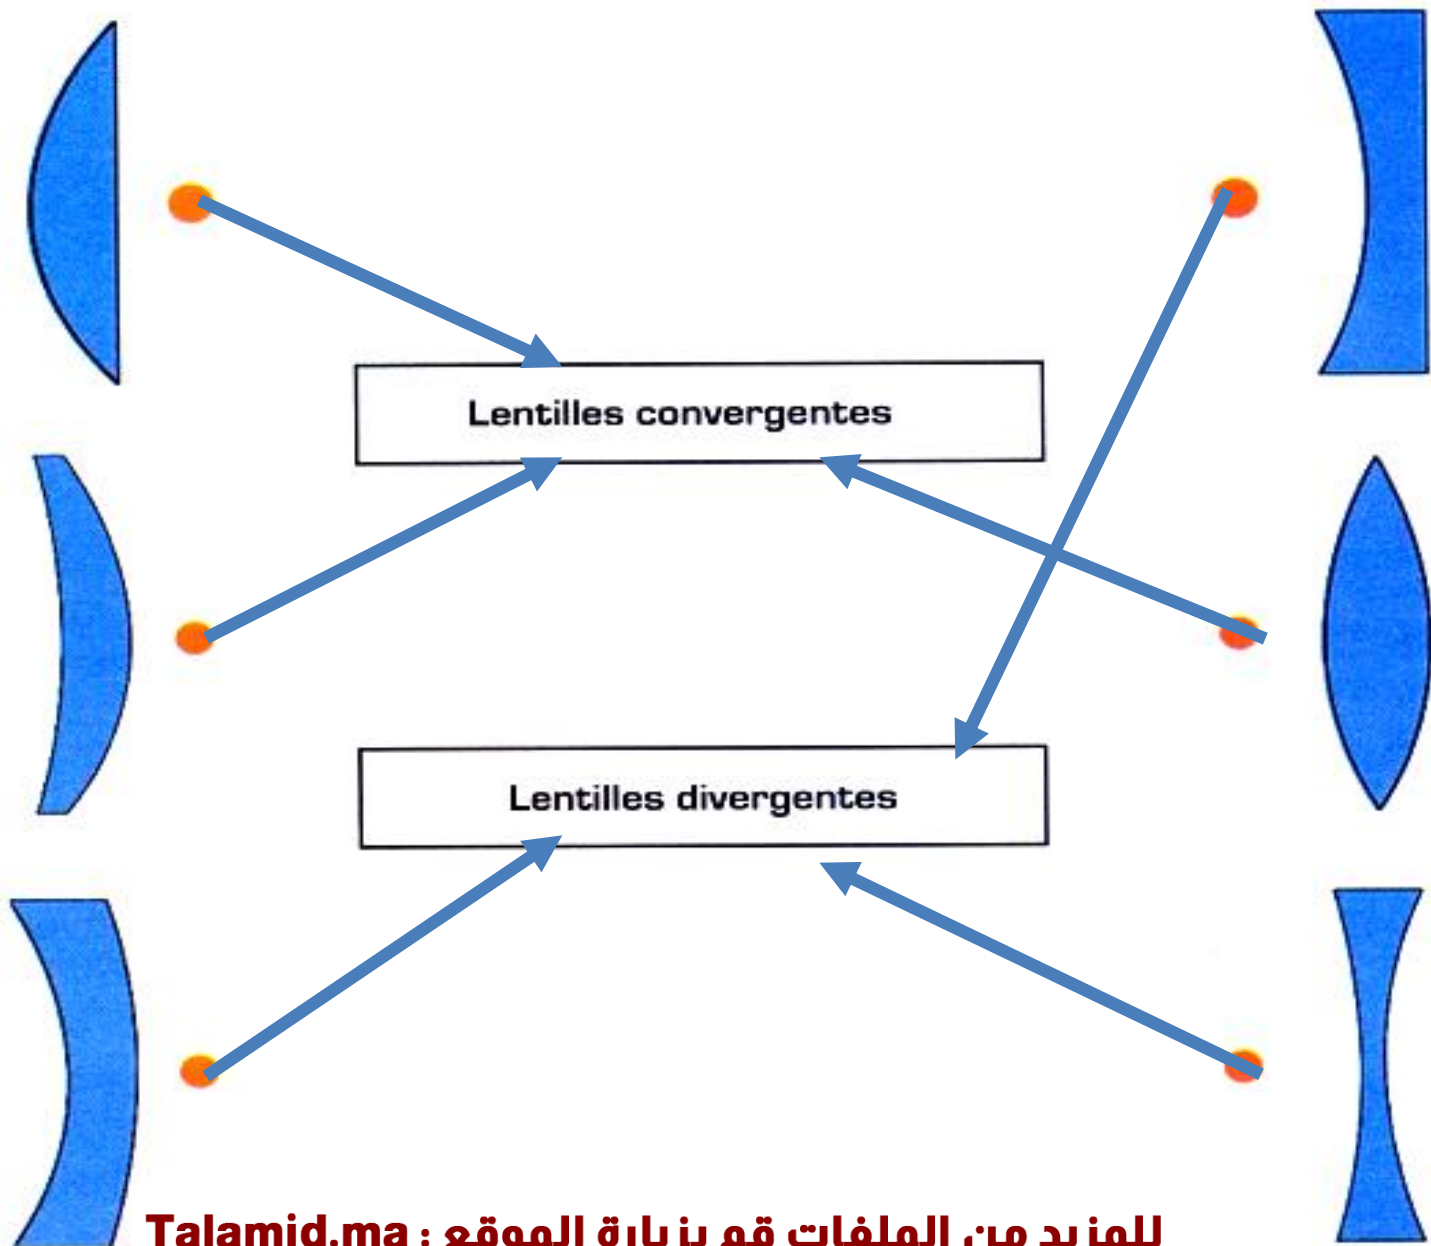 Lentilles convergentes
Lentilles divergentes
للمزيد من الملفات قم بزيارة الموقع : Talamid.ma